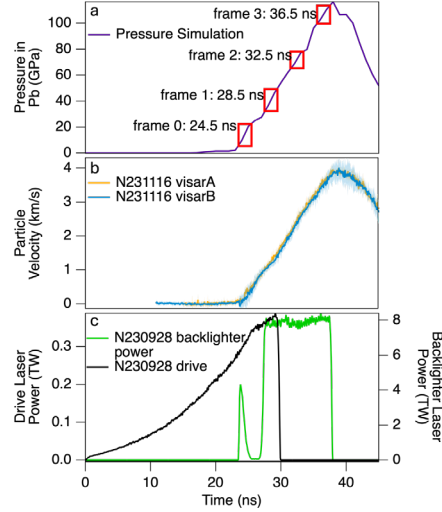 a
frame 3: 36.5 ns
Pressure Simulation
frame 2: 32.5 ns
frame 1: 28.5 ns
frame 0: 24.5 ns
Pressure in
Pb (GPa)
100
80
60
40
20
0
b
N231116 visarA
N231116 visarB
Particle
Velocity (km/s)
4
2
0
c
N230928 backlighter
power
N230928 drive
Drive Laser
Power (TW)
0.3
0.2
0.1
0.0
8
6
4
2
0
Backlighter Laser
Power (TW)
0 10 20 30 40
Time (ns)